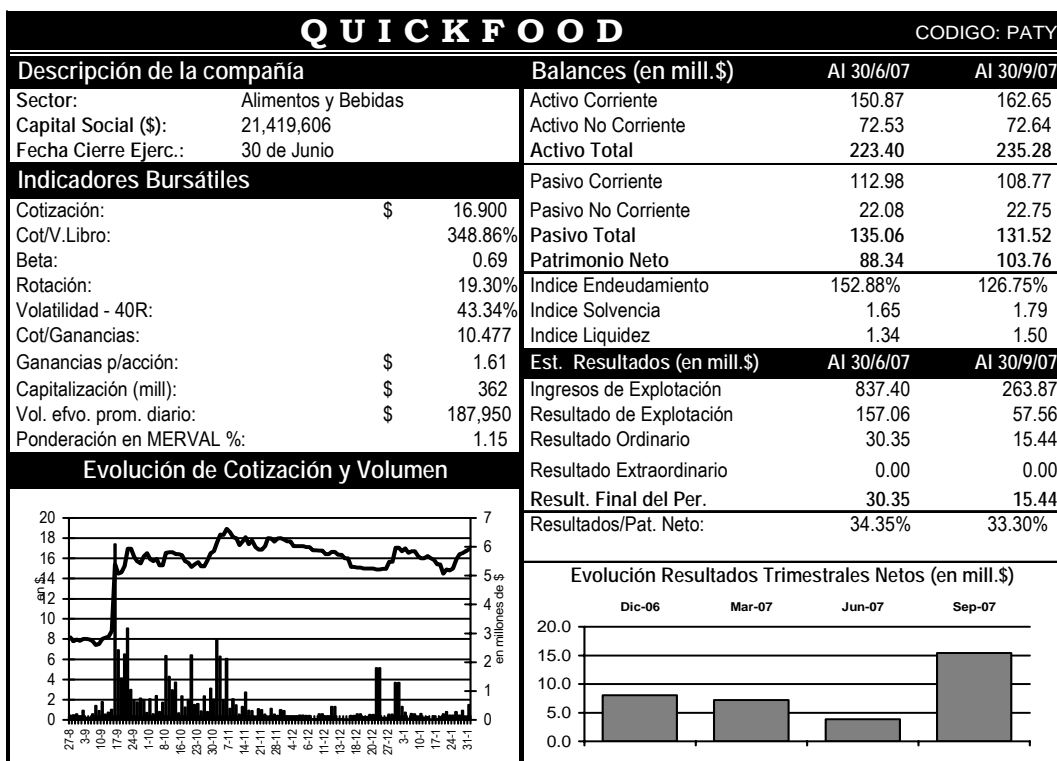 QUICKFOOD CODIGO: PATY
Descripción de la compañía
Sector: Alimentos y Bebidas
Capital Social ($): 21,419,606
Fecha Cierre Ejerc.: 30 de Junio
Indicadores Bursátiles
Cotización: $ 16.900
Cot/V.Libro: 348.86%
Beta: 0.69
Rotación: 19.30%
Volatilidad - 40R: 43.34%
Cot/Ganancias: 10.477
Ganancias p/acción: $ 1.61
Capitalización (mill): $ 362
Vol. efvo. prom. diario: $ 187,950
Ponderación en MERVAL %: 1.15
Evolución de Cotización y Volumen
20
18
16
14
12
10
8
6
4
2
0
en $
7
6
5
4
3
2
1
0
en millones de $
27-8 3-9 10-9 17-9 24-9 1-10 8-10 16-10 23-10 30-10 7-11 14-11 21-11 28-11 4-12 6-12 11-12 13-12 18-12 20-12 27-12 3-1 10-1 17-1 24-1 31-1
Balances (en mill.$) Al 30/6/07 Al 30/9/07
Activo Corriente 150.87 162.65
Activo No Corriente 72.53 72.64
Activo Total 223.40 235.28
Pasivo Corriente 112.98 108.77
Pasivo No Corriente 22.08 22.75
Pasivo Total 135.06 131.52
Patrimonio Neto 88.34 103.76
Indice Endeudamiento 152.88% 126.75%
Indice Solvencia 1.65 1.79
Indice Liquidez 1.34 1.50
Est. Resultados (en mill.$) Al 30/6/07 Al 30/9/07
Ingresos de Explotación 837.40 263.87
Resultado de Explotación 157.06 57.56
Resultado Ordinario 30.35 15.44
Resultado Extraordinario 0.00 0.00
Result. Final del Per. 30.35 15.44
Resultados/Pat. Neto: 34.35% 33.30%
Evolución Resultados Trimestrales Netos (en mill.$)
Dic-06 Mar-07 Jun-07 Sep-07
20.0
15.0
10.0
5.0
0.0